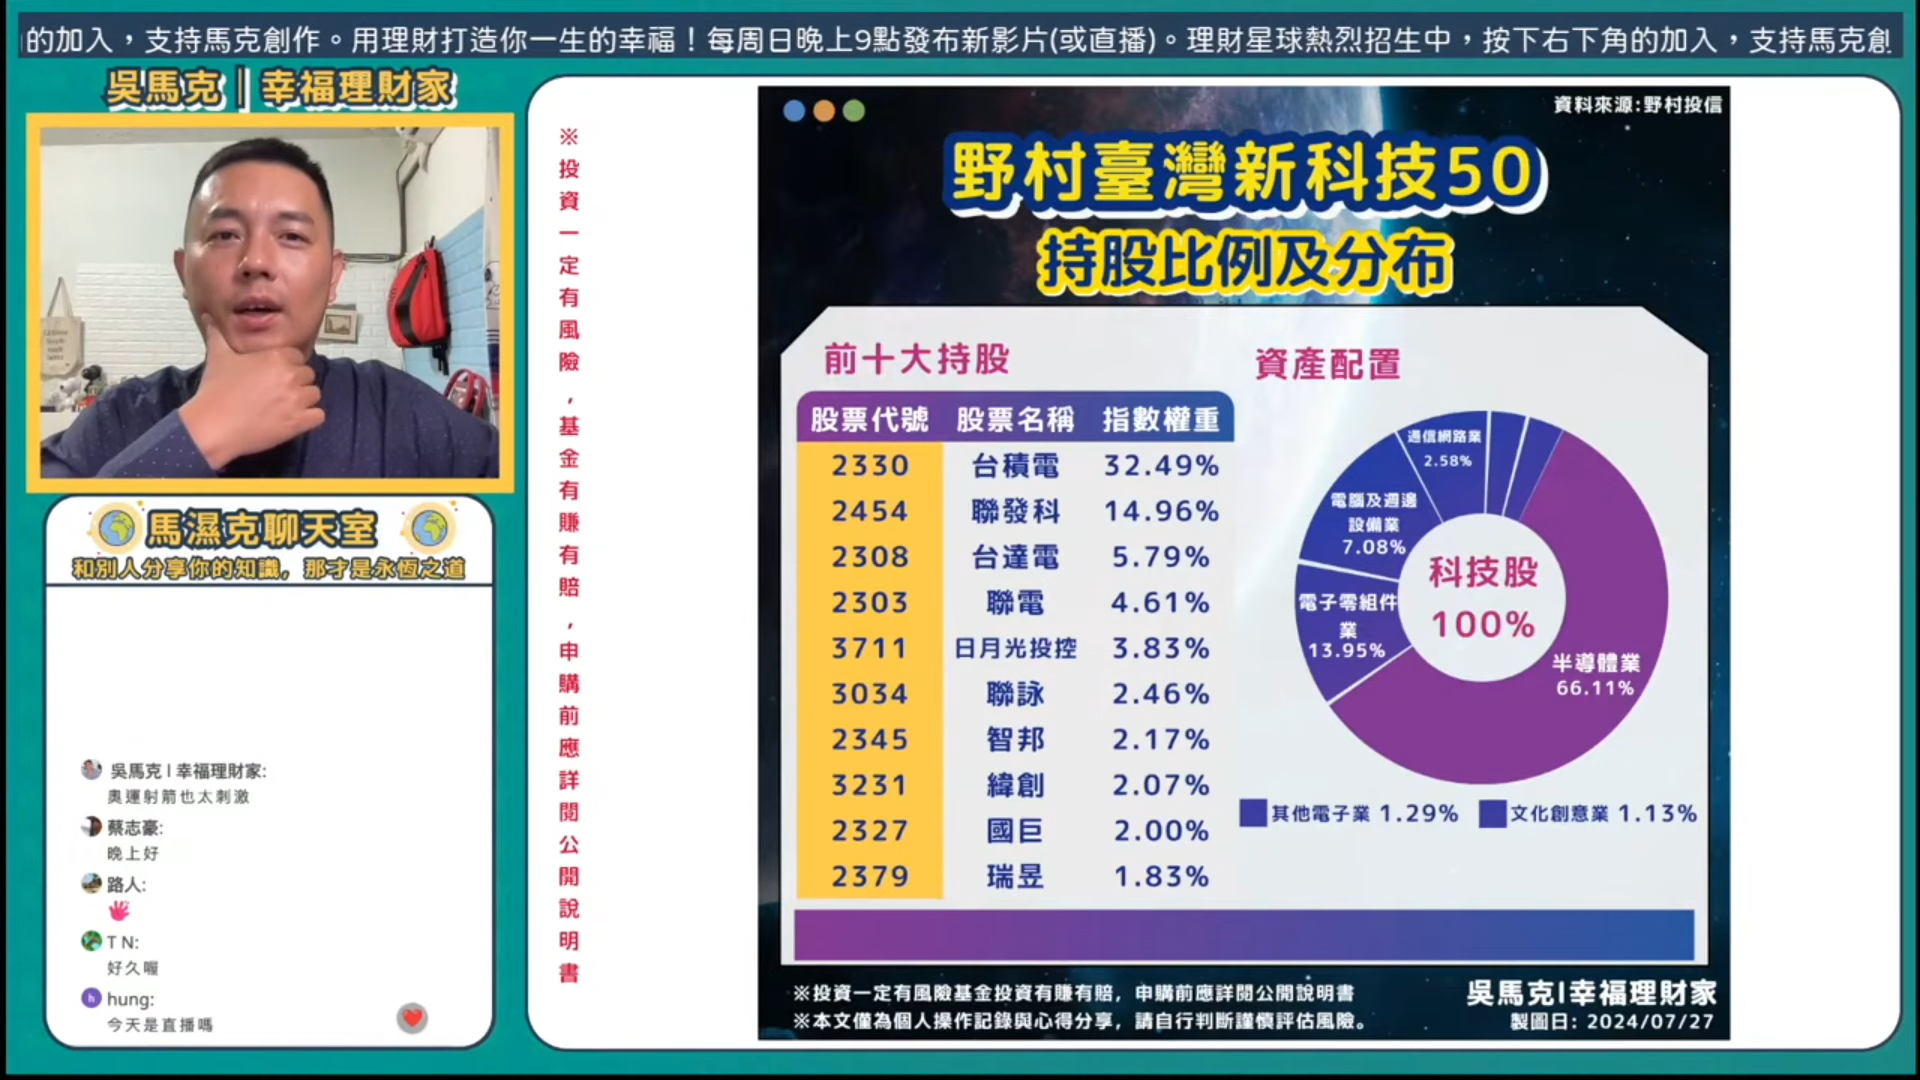 的加入，支持馬克創作。用理財打造你一生的幸福！每周日晚上9點發布新影片(或直播)。理財星球熱烈招生中，按下右下角的加入，支持馬克創
吳馬克｜幸福理財家
馬濕克聊天室
和別人分享你的知識，那才是永恆之道
吳馬克 l 幸福理財家:
奧運射箭也太刺激
蔡志豪:
晚上好
路人:
T N:
好久喔
h
hung:
今天是直播嗎
※投資一定有風險，基金有賺有賠，申購前應詳閱公開說明書
資料來源:野村投信
野村臺灣新科技50
持股比例及分布
前十大持股
股票代號 股票名稱 指數權重
2330 台積電 32.49%
2454 聯發科 14.96%
2308 台達電 5.79%
2303 聯電 4.61%
3711 日月光投控 3.83%
3034 聯詠 2.46%
2345 智邦 2.17%
3231 緯創 2.07%
2327 國巨 2.00%
2379 瑞昱 1.83%
資產配置
通信網路業
2.58%
電腦及週邊
設備業
7.08%
電子零組件
業
13.95%
科技股
100%
半導體業
66.11%
其他電子業 1.29% 文化創意業 1.13%
※投資一定有風險基金投資有賺有賠，申購前應詳閱公開說明書
※本文僅為個人操作記錄與心得分享，請自行判斷謹慎評估風險。
吳馬克l幸福理財家
製圖日: 2024/07/27